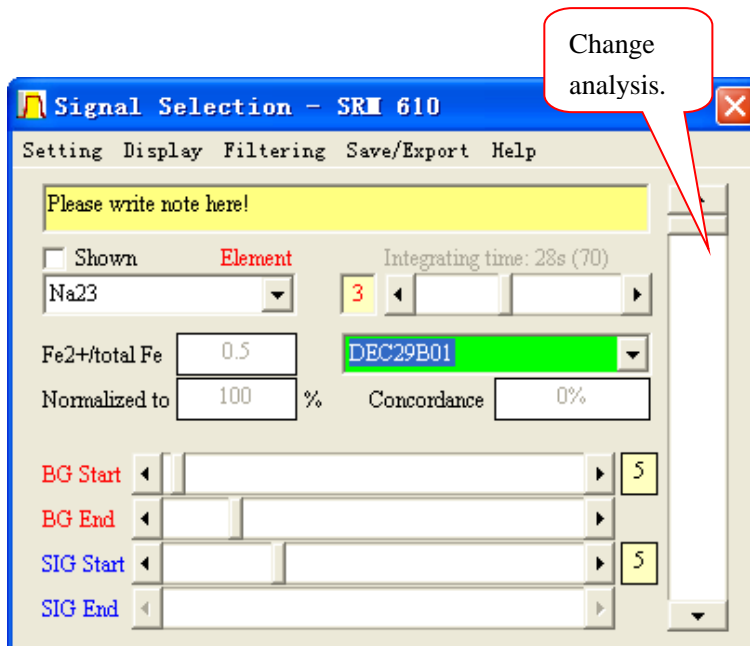 Change
analysis.
Signal Selection - SRM 610
Setting Display Filtering Save/Export Help
Please write note here!
Shown Element Integrating time: 28s (70)
Na23 3
Fe2+/total Fe 0.5 DEC29B01
Normalized to 100 % Concordance 0%
BG Start 5
BG End
SIG Start 5
SIG End